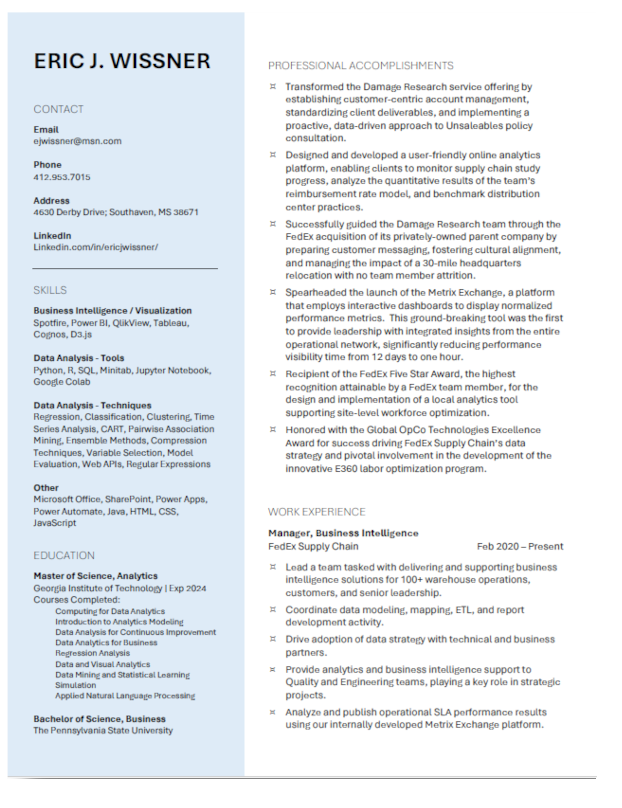 ERIC J. WISSNER
CONTACT
Email
ejwissner@msn.com
Phone
412.953.7015
Address
4630 Derby Drive; Southaven, MS 38671
LinkedIn
Linkedin.com/in/ericjwissner/
SKILLS
Business Intelligence / Visualization
Spotfire, Power BI, QlikView, Tableau,
Cognos, D3.js
Data Analysis - Tools
Python, R, SQL, Minitab, Jupyter Notebook,
Google Colab
Data Analysis - Techniques
Regression, Classification, Clustering, Time
Series Analysis, CART, Pairwise Association
Mining, Ensemble Methods, Compression
Techniques, Variable Selection, Model
Evaluation, Web APIs, Regular Expressions
Other
Microsoft Office, SharePoint, Power Apps,
Power Automate, Java, HTML, CSS,
JavaScript
EDUCATION
Master of Science, Analytics
Georgia Institute of Technology | Exp 2024
Courses Completed:
Computing for Data Analytics
Introduction to Analytics Modeling
Data Analysis for Continuous Improvement
Data Analytics for Business
Regression Analysis
Data and Visual Analytics
Data Mining and Statistical Learning
Simulation
Applied Natural Language Processing
Bachelor of Science, Business
The Pennsylvania State University
PROFESSIONAL ACCOMPLISHMENTS
¤ Transformed the Damage Research service offering by
establishing customer-centric account management,
standardizing client deliverables, and implementing a
proactive, data-driven approach to Unsaleables policy
consultation.
¤ Designed and developed a user-friendly online analytics
platform, enabling clients to monitor supply chain study
progress, analyze the quantitative results of the team's
reimbursement rate model, and benchmark distribution
center practices.
¤ Successfully guided the Damage Research team through the
FedEx acquisition of its privately-owned parent company by
preparing customer messaging, fostering cultural alignment,
and managing the impact of a 30-mile headquarters
relocation with no team member attrition.
¤ Spearheaded the launch of the Metrix Exchange, a platform
that employs interactive dashboards to display normalized
performance metrics. This ground-breaking tool was the first
to provide leadership with integrated insights from the entire
operational network, significantly reducing performance
visibility time from 12 days to one hour.
¤ Recipient of the FedEx Five Star Award, the highest
recognition attainable by a FedEx team member, for the
design and implementation of a local analytics tool
supporting site-level workforce optimization.
¤ Honored with the Global OpCo Technologies Excellence
Award for success driving FedEx Supply Chain's data
strategy and pivotal involvement in the development of the
innovative E360 labor optimization program.
WORK EXPERIENCE
Manager, Business Intelligence
FedEx Supply Chain Feb 2020 – Present
¤ Lead a team tasked with delivering and supporting business
intelligence solutions for 100+ warehouse operations,
customers, and senior leadership.
¤ Coordinate data modeling, mapping, ETL, and report
development activity.
¤ Drive adoption of data strategy with technical and business
partners.
¤ Provide analytics and business intelligence support to
Quality and Engineering teams, playing a key role in strategic
projects.
¤ Analyze and publish operational SLA performance results
using our internally developed Metrix Exchange platform.